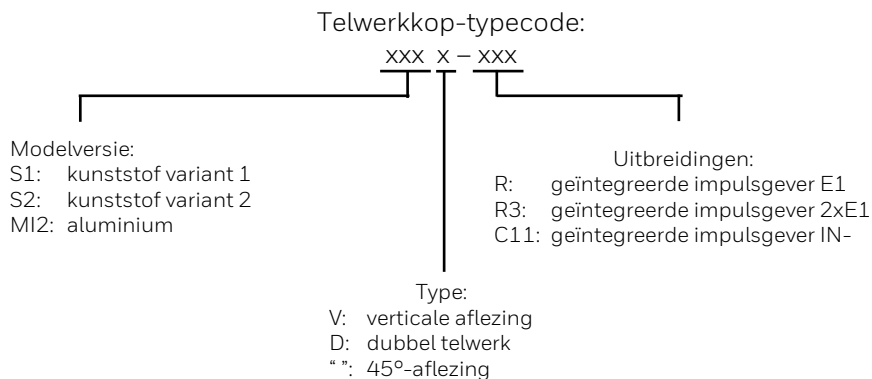 Telwerkkop-typecode:
xxx x – xxx
Modelversie:
S1: kunststof variant 1
S2: kunststof variant 2
MI2: aluminium
Uitbreidingen:
R: geïntegreerde impulsgever E1
R3: geïntegreerde impulsgever 2xE1
C11: geïntegreerde impulsgever IN-
Type:
V: verticale aflezing
D: dubbel telwerk
“ ”: 45º-aflezing